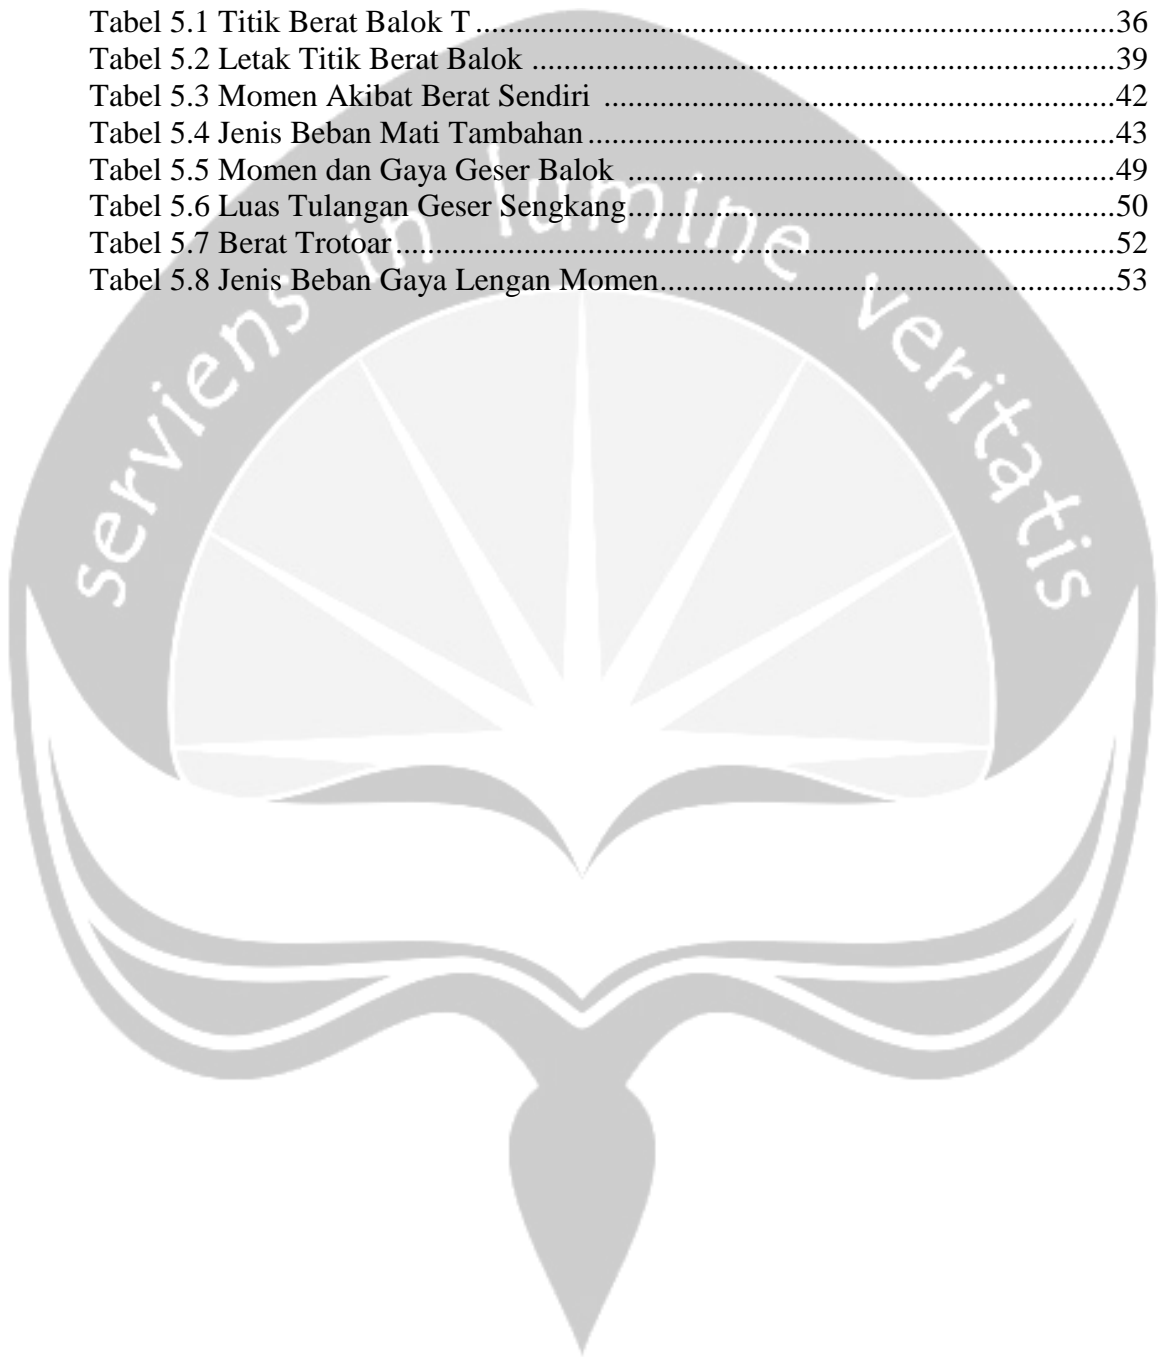 Tabel 5.1 Titik Berat Balok T ................................................................................36
Tabel 5.2 Letak Titik Berat Balok .........................................................................39
Tabel 5.3 Momen Akibat Berat Sendiri ................................................................42
Tabel 5.4 Jenis Beban Mati Tambahan..................................................................43
Tabel 5.5 Momen dan Gaya Geser Balok .............................................................49
Tabel 5.6 Luas Tulangan Geser Sengkang.............................................................50
Tabel 5.7 Berat Trotoar..........................................................................................52
Tabel 5.8 Jenis Beban Gaya Lengan Momen.........................................................53
serviens in lumine veritatis